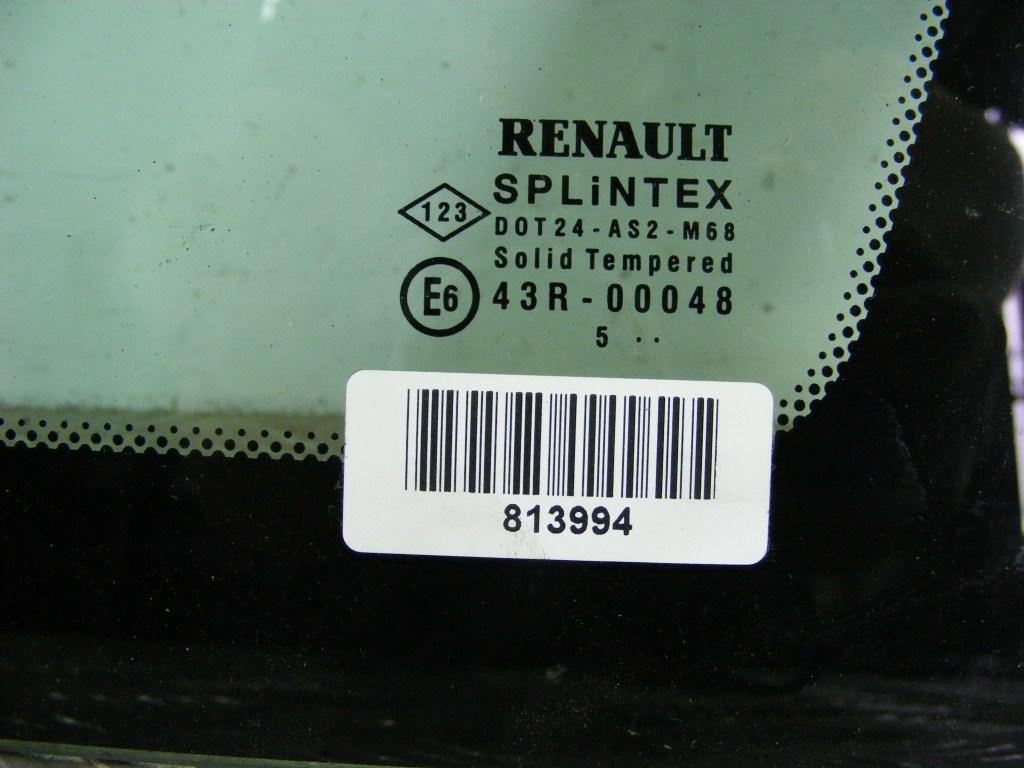 RENAULT
SPLiNTEX
123
DOT24-AS2-M68
Solid Tempered
E6
43R-00048
5 ..
813994